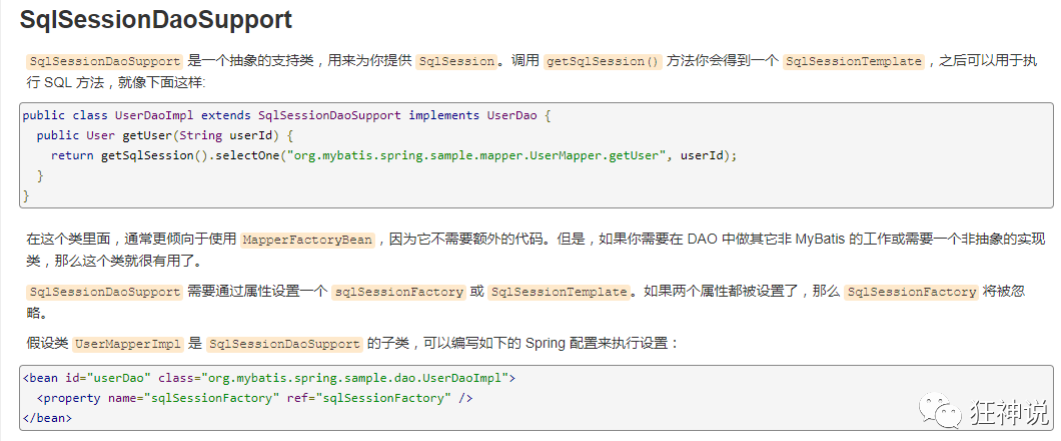 SqlSessionDaoSupport
SqlSessionDaoSupport 是一个抽象的支持类，用来为你提供 SqlSession。调用 getSqlSession() 方法你会得到一个 SqlSessionTemplate，之后可以用于执
行 SQL 方法，就像下面这样:
public class UserDaoImpl extends SqlSessionDaoSupport implements UserDao {
  public User getUser(String userId) {
    return getSqlSession().selectOne("org.mybatis.spring.sample.mapper.UserMapper.getUser", userId);
  }
}
在这个类里面，通常更倾向于使用 MapperFactoryBean，因为它不需要额外的代码。但是，如果你需要在 DAO 中做其它非 MyBatis 的工作或需要一个非抽象的实现
类，那么这个类就很有用了。
SqlSessionDaoSupport 需要通过属性设置一个 sqlSessionFactory 或 SqlSessionTemplate。如果两个属性都被设置了，那么 SqlSessionFactory 将被忽
略。
假设类 UserMapperImpl 是 SqlSessionDaoSupport 的子类，可以编写如下的 Spring 配置来执行设置：
<bean id="userDao" class="org.mybatis.spring.sample.dao.UserDaoImpl">
  <property name="sqlSessionFactory" ref="sqlSessionFactory" />
</bean>
狂神说